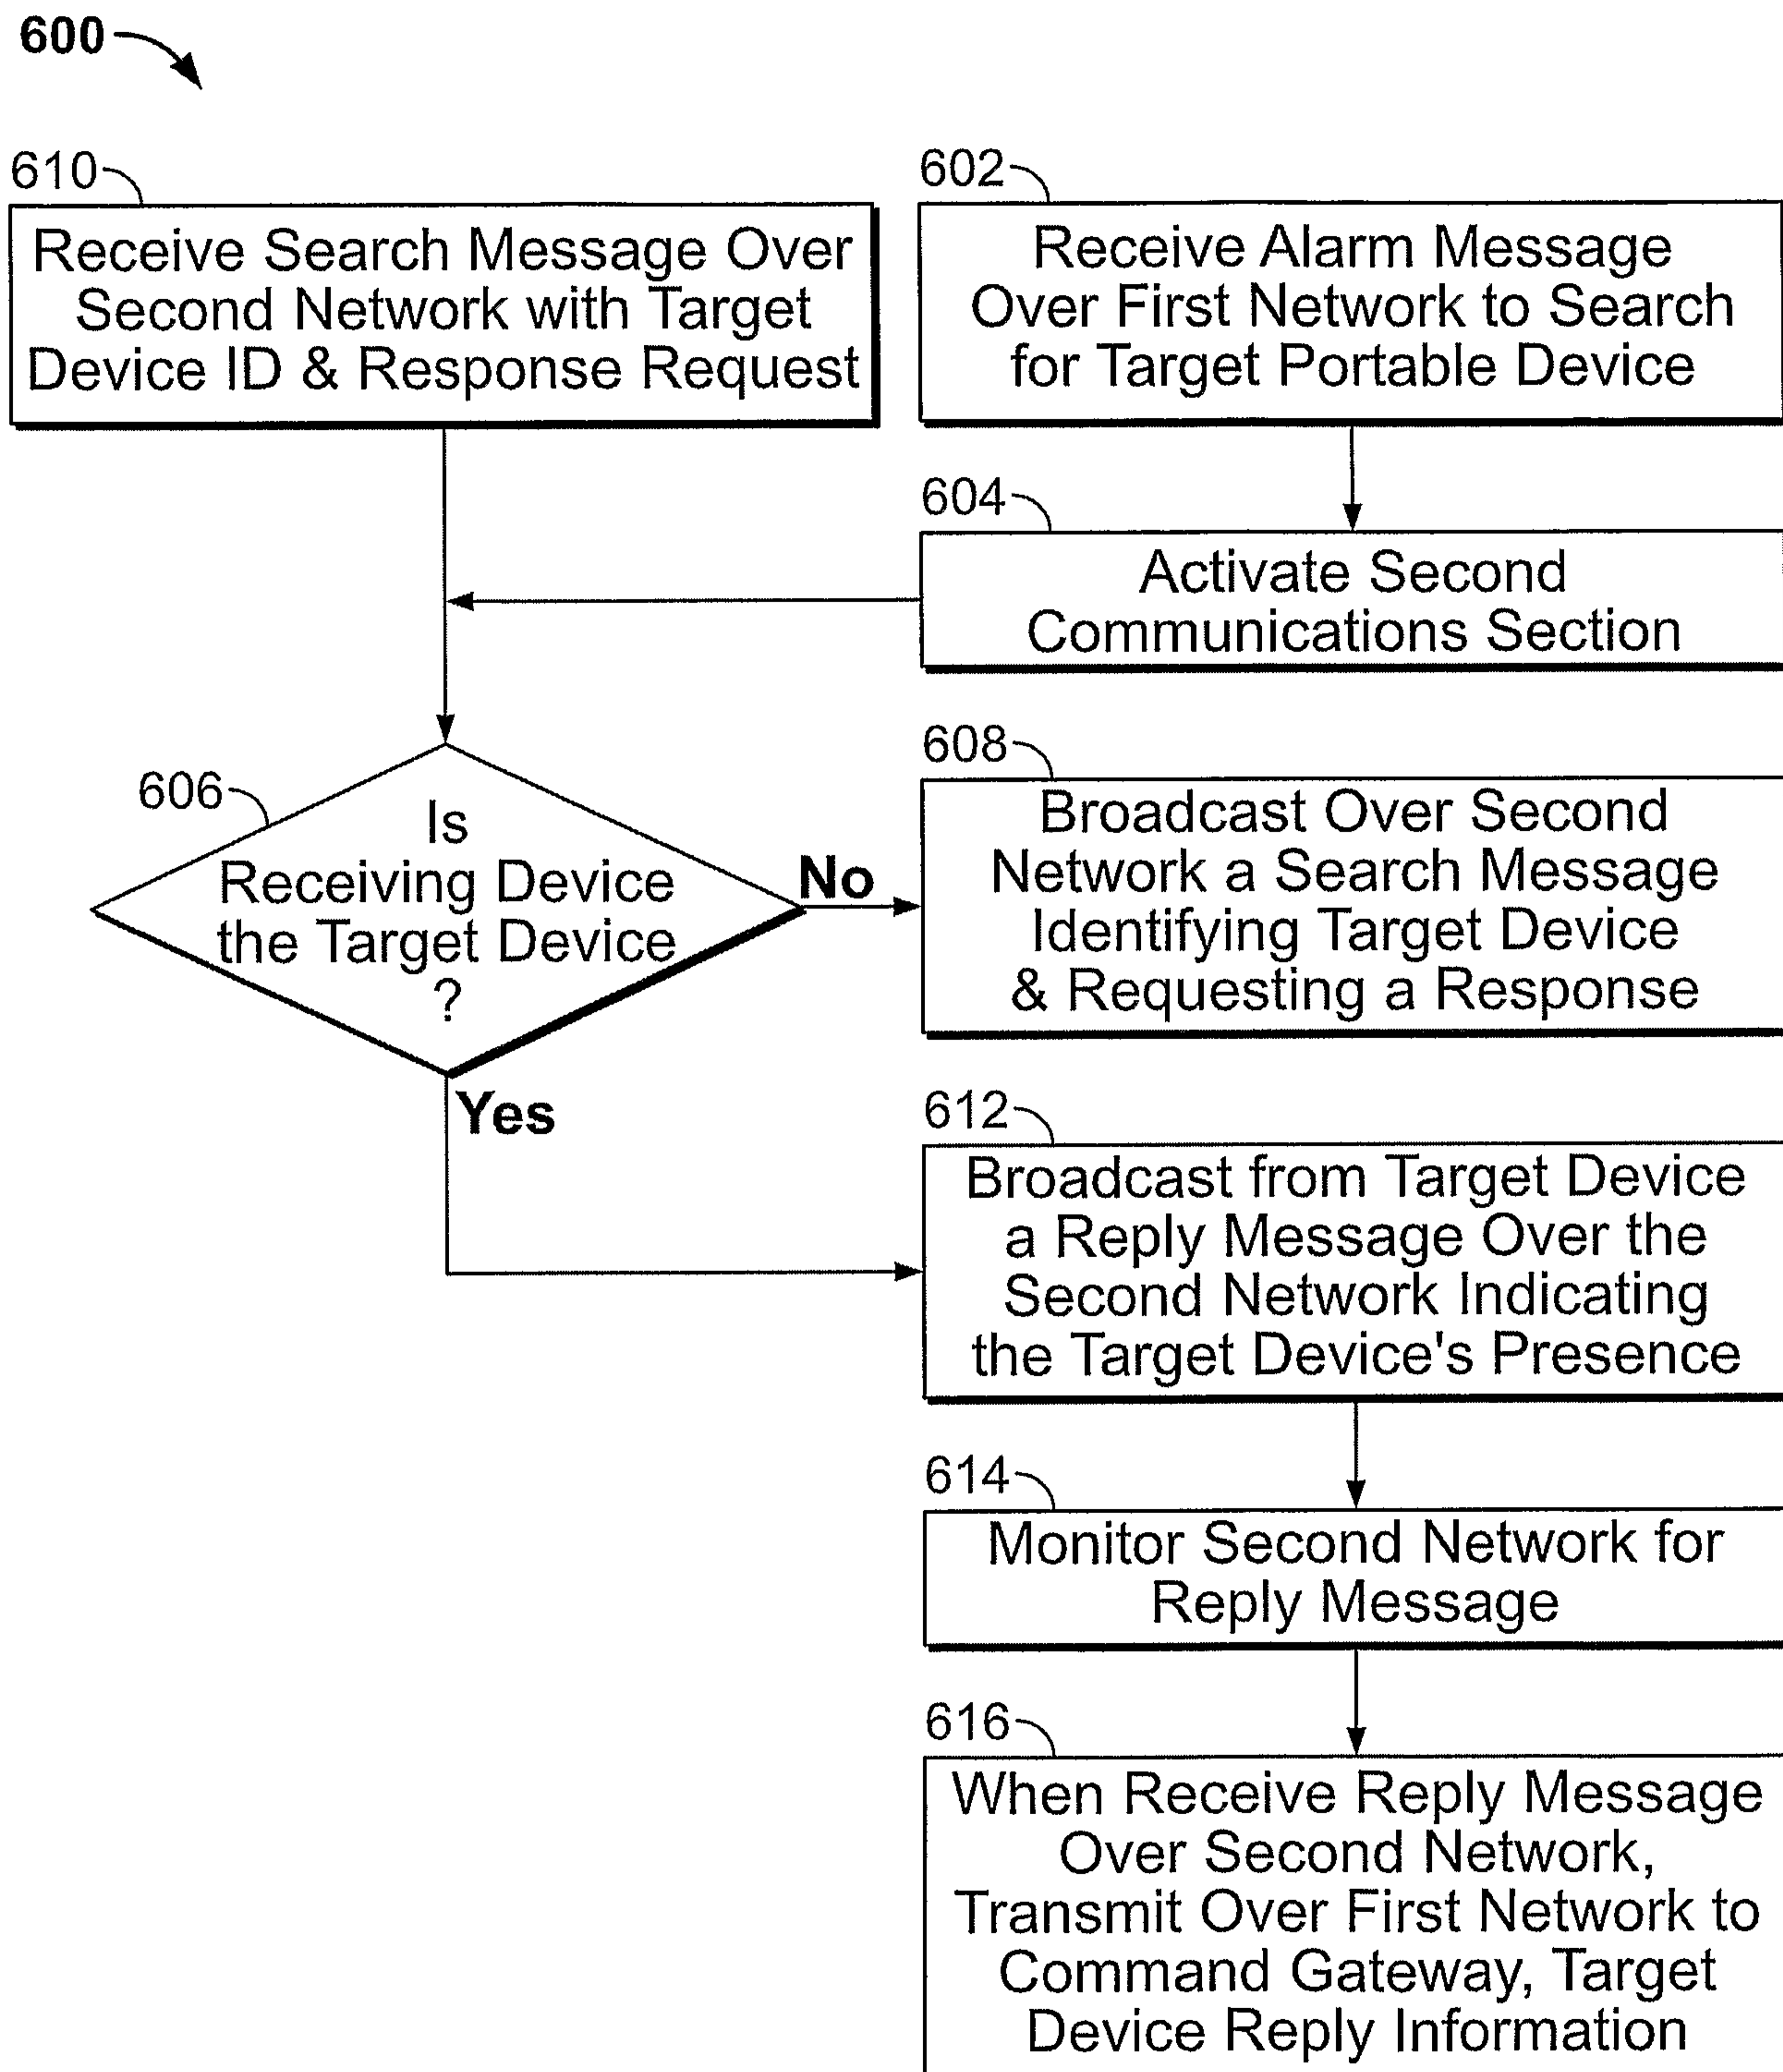 600
610
Receive Search Message Over
Second Network with Target
Device ID & Response Request
602
Receive Alarm Message
Over First Network to Search
for Target Portable Device
604
Activate Second
Communications Section
606
Is
Receiving Device
the Target Device
?
No
Yes
608
Broadcast Over Second
Network a Search Message
Identifying Target Device
& Requesting a Response
612
Broadcast from Target Device
a Reply Message Over the
Second Network Indicating
the Target Device's Presence
614
Monitor Second Network for
Reply Message
616
When Receive Reply Message
Over Second Network,
Transmit Over First Network to
Command Gateway, Target
Device Reply Information